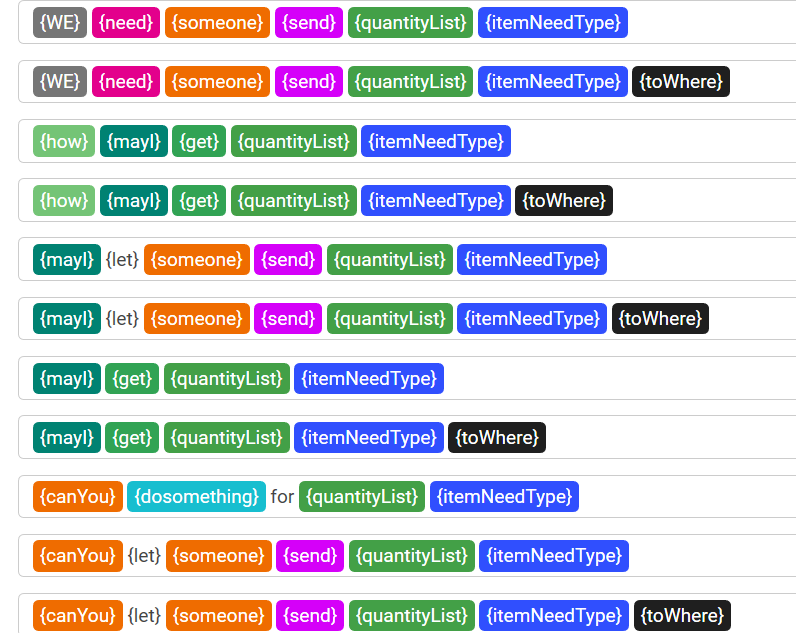 {WE} {need} {someone} {send} {quantityList} {itemNeedType}
{WE} {need} {someone} {send} {quantityList} {itemNeedType} {toWhere}
{how} {mayI} {get} {quantityList} {itemNeedType}
{how} {mayI} {get} {quantityList} {itemNeedType} {toWhere}
{mayI} {let} {someone} {send} {quantityList} {itemNeedType}
{mayI} {let} {someone} {send} {quantityList} {itemNeedType} {toWhere}
{mayI} {get} {quantityList} {itemNeedType}
{mayI} {get} {quantityList} {itemNeedType} {toWhere}
{canYou} {dosomething} for {quantityList} {itemNeedType}
{canYou} {let} {someone} {send} {quantityList} {itemNeedType}
{canYou} {let} {someone} {send} {quantityList} {itemNeedType} {toWhere}